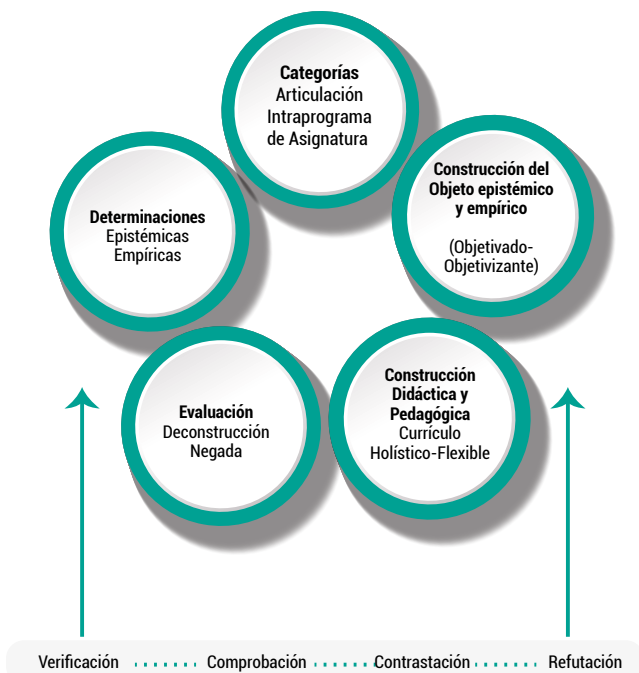 Categorías
Articulación
Intraprograma
de Asignatura
Construcción del
Objeto epistémico
y empírico
(Objetivado-
Objetivizante)
Determinaciones
Epistémicas
Empíricas
Construcción
Didáctica y
Pedagógica
Currículo
Holístico-Flexible
Evaluación
Deconstrucción
Negada
Verificación ...... Comprobación ...... Contrastación ...... Refutación